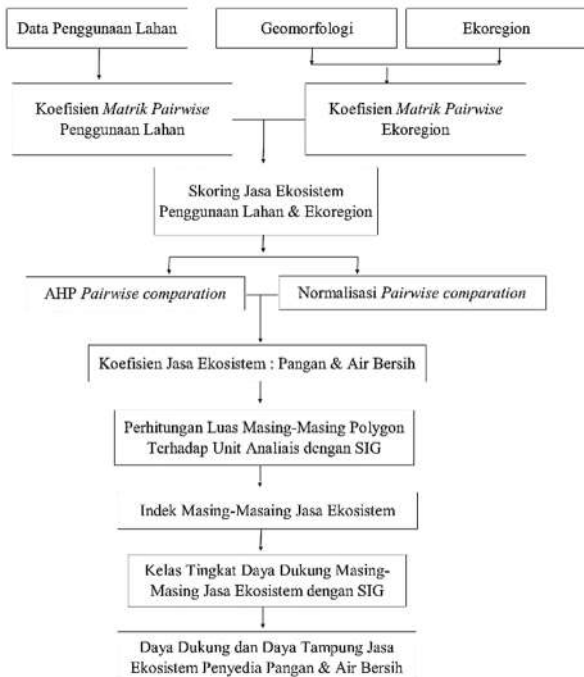 Data Penggunaan Lahan
Geomorfologi
Ekoregion
Koefisien Matrik Pairwise
Penggunaan Lahan
Koefisien Matrik Pairwise
Ekoregion
Skoring Jasa Ekosistem
Penggunaan Lahan & Ekoregion
AHP Pairwise comparation
Normalisasi Pairwise comparation
Koefisien Jasa Ekosistem : Pangan & Air Bersih
Perhitungan Luas Masing-Masing Polygon
Terhadap Unit Analiais dengan SIG
Indek Masing-Masaing Jasa Ekosistem
Kelas Tingkat Daya Dukung Masing-
Masing Jasa Ekosistem dengan SIG
Daya Dukung dan Daya Tampung Jasa
Ekosistem Penyedia Pangan & Air Bersih